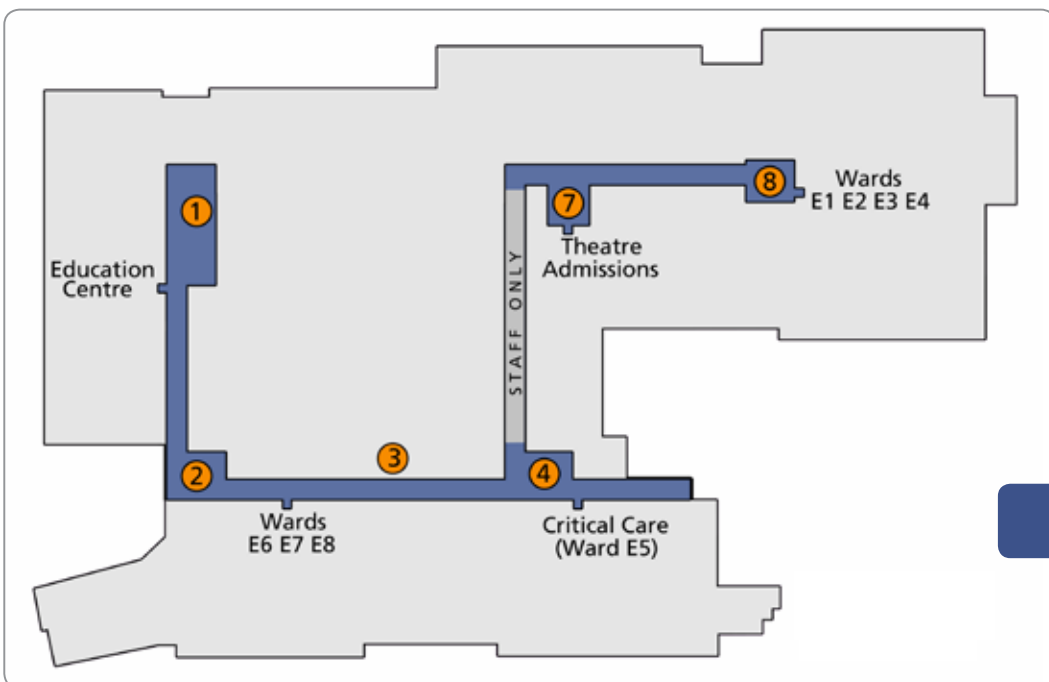 1
8
Wards
E1 E2 E3 E4
7
Theatre
Admissions
Education
Centre
STAFF ONLY
3
2
4
Wards
E6 E7 E8
Critical Care
(Ward E5)